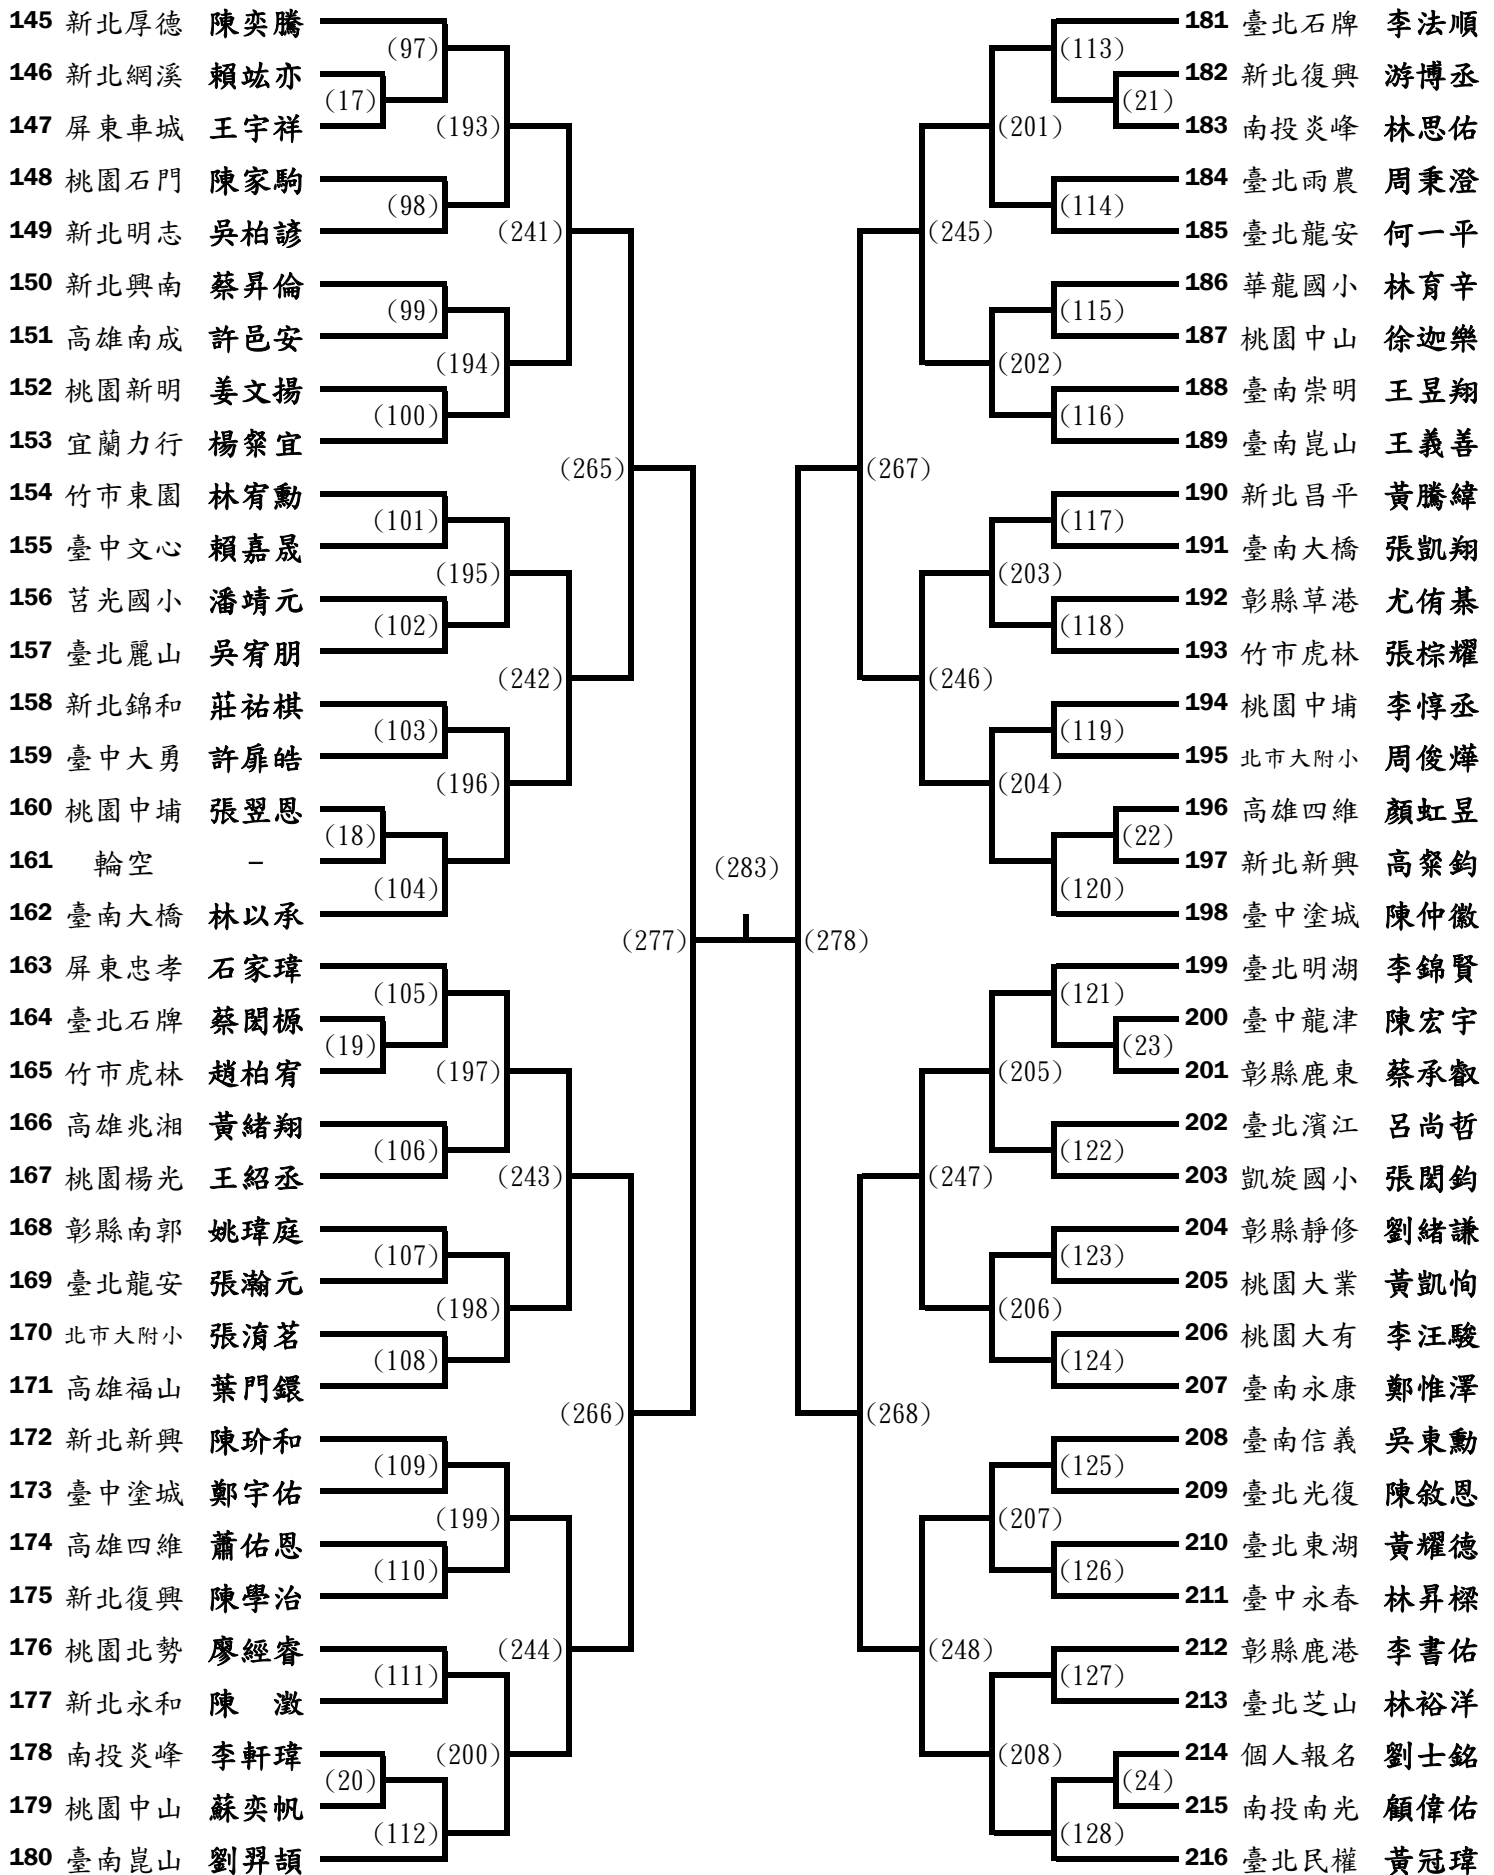 145 新北厚德 陳奕騰
(97)
146 新北網溪 賴竑亦
(17)
147 屏東車城 王宇祥
(193)
148 桃園石門 陳家駒
(98)
149 新北明志 吳柏諺
(241)
150 新北興南 蔡昇倫
(99)
151 高雄南成 許邑安
(194)
152 桃園新明 姜文揚
(100)
153 宜蘭力行 楊粲宜
(265)
154 竹市東園 林宥勳
(101)
155 臺中文心 賴嘉晟
(195)
156 莒光國小 潘靖元
(102)
157 臺北麗山 吳宥朋
(242)
158 新北錦和 莊祐棋
(103)
159 臺中大勇 許雇皓
(196)
160 桃園中埔 張翌恩
(18)
161 輪空 –
(104)
162 臺南大橋 林以承
(277)
163 屏東忠孝 石家瑋
(105)
164 臺北石牌 蔡閎榞
(19)
165 竹市虎林 趙柏宥
(197)
166 高雄兆湘 黃緒翔
(106)
167 桃園楊光 王紹丞
(243)
168 彰縣南郭 姚瑋庭
(107)
169 臺北龍安 張瀚元
(198)
170 北市大附小 張淯茗
(108)
171 高雄福山 葉門鐶
(266)
172 新北新興 陳玠和
(109)
173 臺中塗城 鄭宇佑
(199)
174 高雄四維 蕭佑恩
(110)
175 新北復興 陳學治
(244)
176 桃園北勢 廖經睿
(111)
177 新北永和 陳 澂
(200)
178 南投炎峰 李軒瑋
(20)
179 桃園中山 蘇奕帆
(112)
180 臺南崑山 劉羿頡
(283)
181 臺北石牌 李法順
(113)
182 新北復興 游博丞
(21)
183 南投炎峰 林思佑
(201)
184 臺北雨農 周秉澄
(114)
185 臺北龍安 何一平
(245)
186 華龍國小 林育辛
(115)
187 桃園中山 徐迦樂
(202)
188 臺南崇明 王昱翔
(116)
189 臺南崑山 王義善
(267)
190 新北昌平 黃騰緯
(117)
191 臺南大橋 張凱翔
(203)
192 彰縣草港 尤侑棊
(118)
193 竹市虎林 張棕耀
(246)
194 桃園中埔 李惇丞
(119)
195 北市大附小 周俊燁
(204)
196 高雄四維 顏虹昱
(22)
197 新北新興 高粲鈞
(120)
198 臺中塗城 陳仲徽
(278)
199 臺北明湖 李錦賢
(121)
200 臺中龍津 陳宏宇
(23)
201 彰縣鹿東 蔡承叡
(205)
202 臺北濱江 呂尚哲
(122)
203 凱旋國小 張閎鈞
(247)
204 彰縣靜修 劉緒謙
(123)
205 桃園大業 黃凱恂
(206)
206 桃園大有 李汪駿
(124)
207 臺南永康 鄭惟澤
(268)
208 臺南信義 吳東勳
(125)
209 臺北光復 陳敘恩
(207)
210 臺北東湖 黃耀德
(126)
211 臺中永春 林昇樑
(248)
212 彰縣鹿港 李書佑
(127)
213 臺北芝山 林裕洋
(208)
214 個人報名 劉士銘
(24)
215 南投南光 顧偉佑
(128)
216 臺北民權 黃冠瑋